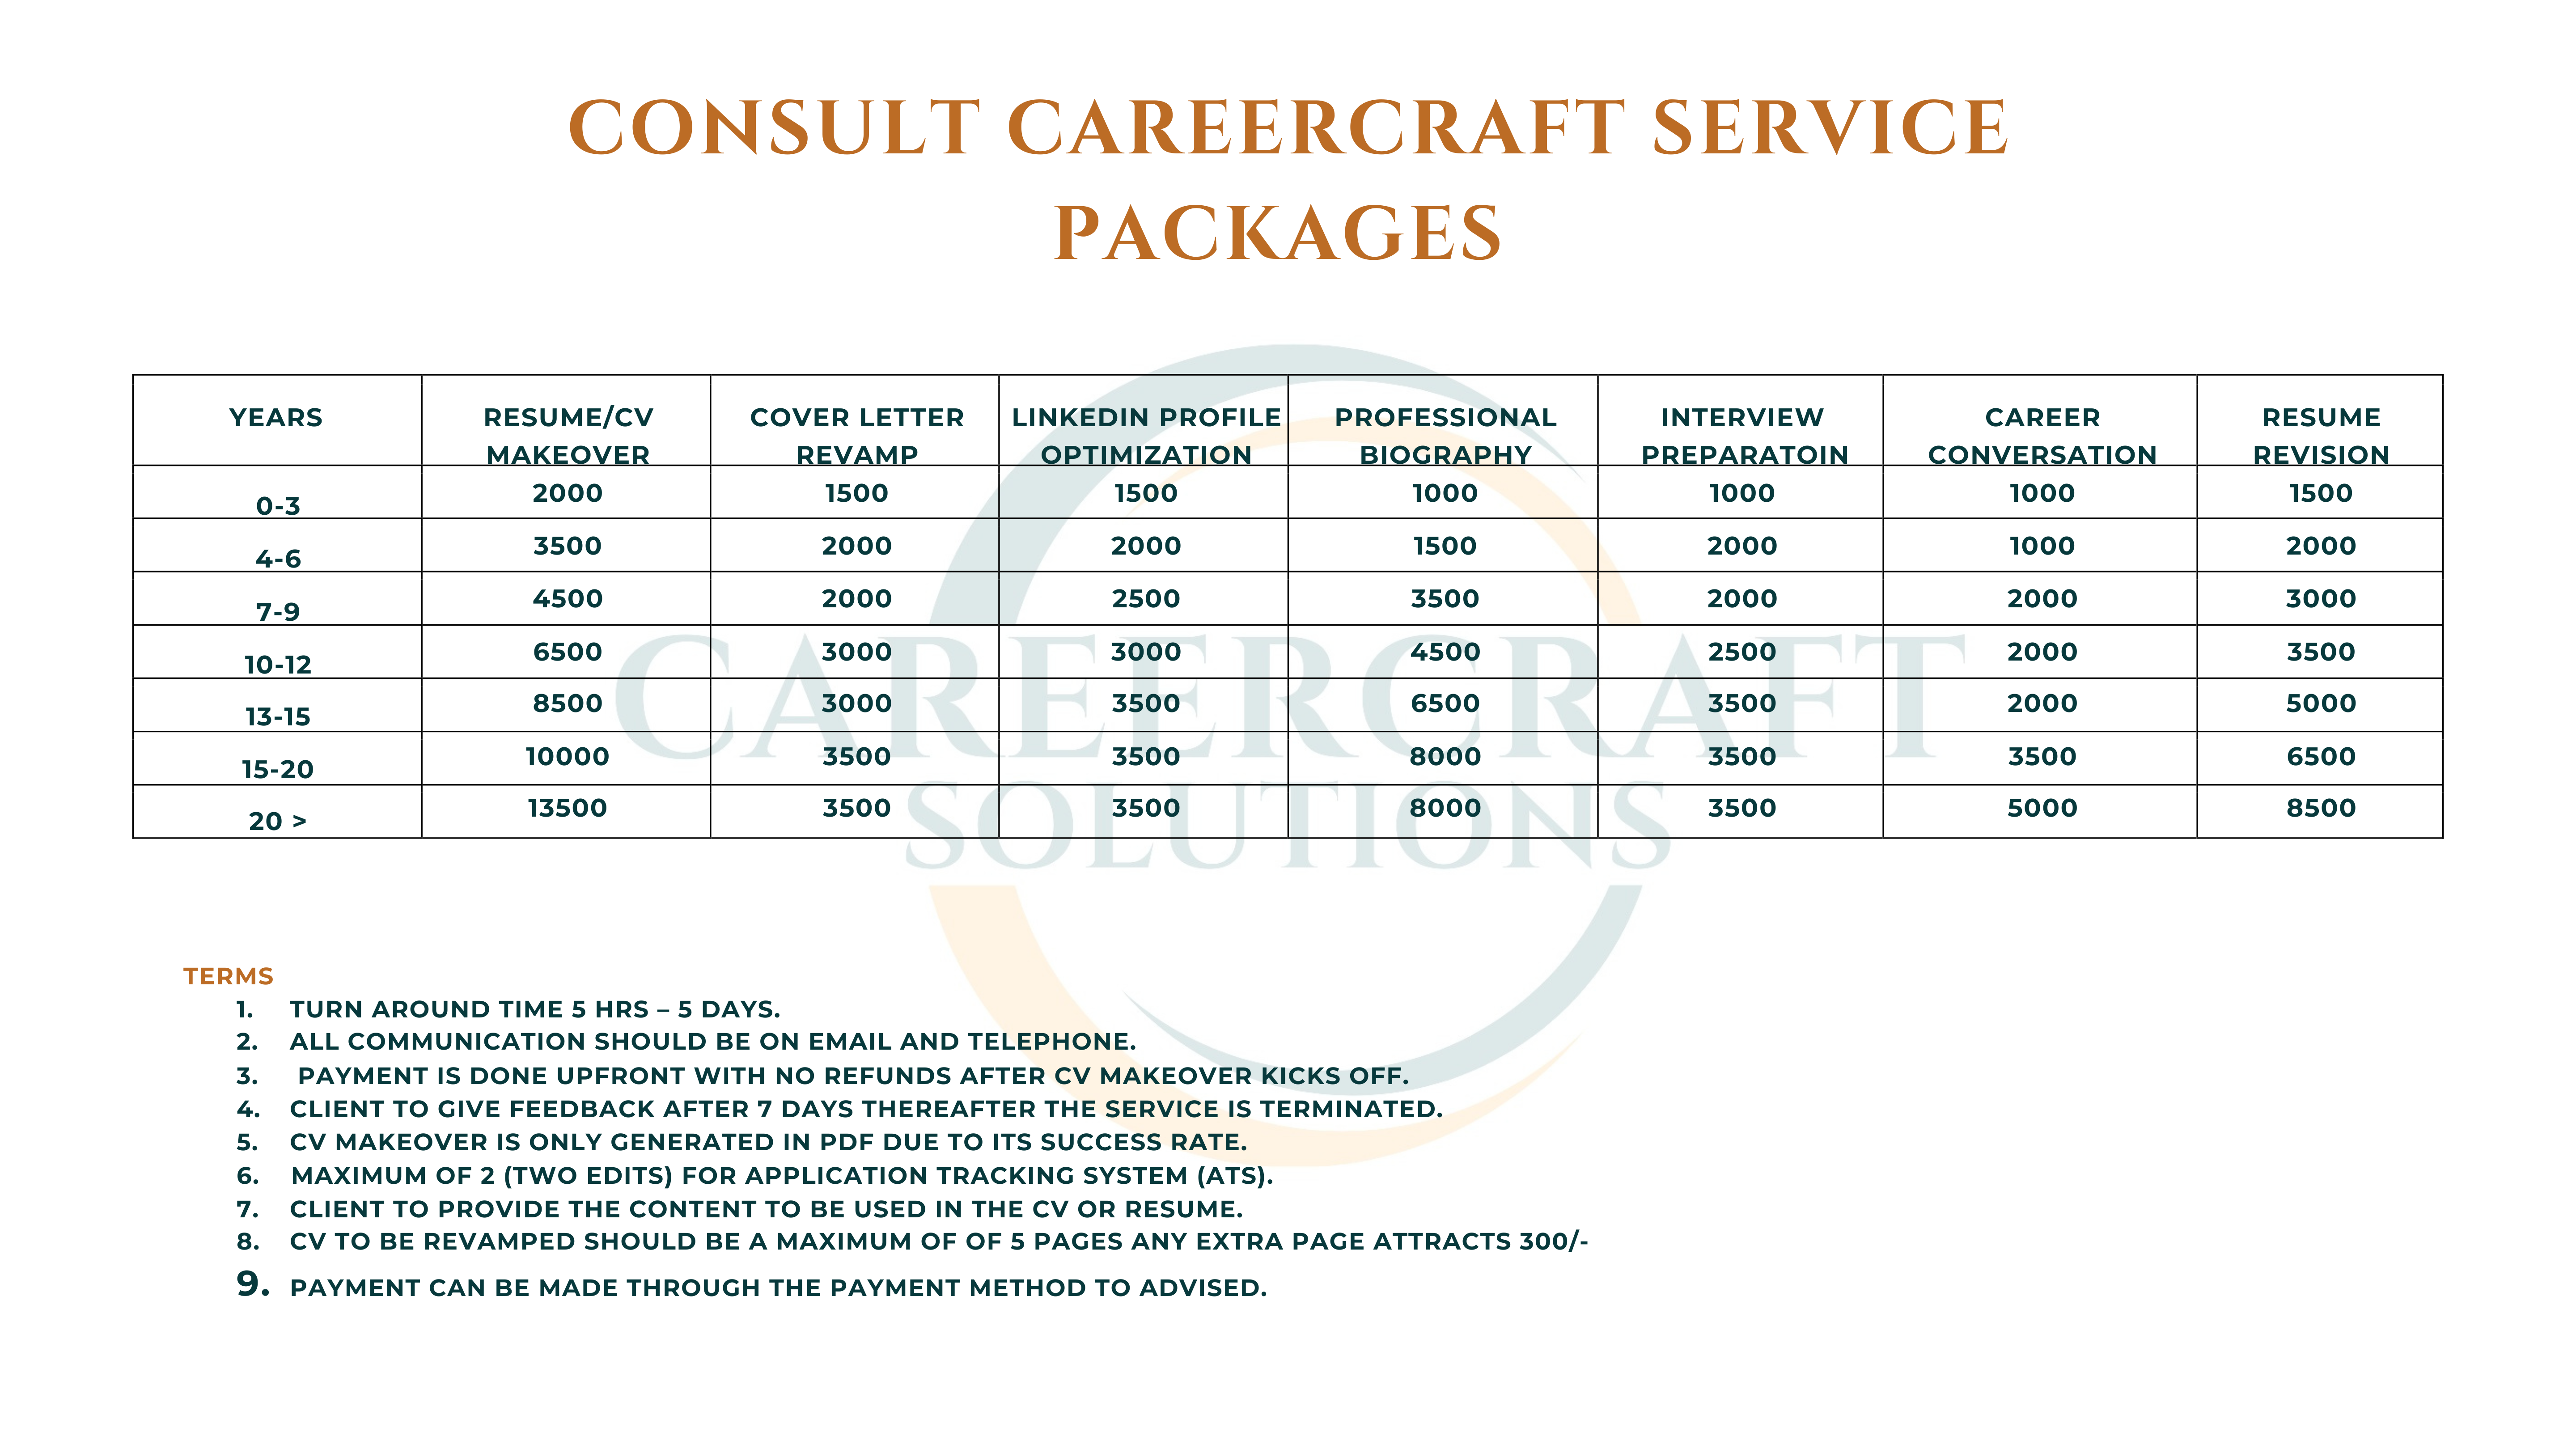 CONSULT CAREERCRAFT SERVICE
PACKAGES
YEARS RESUME/CV MAKEOVER COVER LETTER REVAMP LINKEDIN PROFILE OPTIMIZATION PROFESSIONAL BIOGRAPHY INTERVIEW PREPARATOIN CAREER CONVERSATION RESUME REVISION
0-3 2000 1500 1500 1000 1000 1000 1500
4-6 3500 2000 2000 1500 2000 1000 2000
7-9 4500 2000 2500 3500 2000 2000 3000
10-12 6500 3000 3000 4500 2500 2000 3500
13-15 8500 3000 3500 6500 3500 2000 5000
15-20 10000 3500 3500 8000 3500 3500 6500
20 > 13500 3500 3500 8000 3500 5000 8500
CAREERCRAFT
SOLUTIONS
TERMS
1. TURN AROUND TIME 5 HRS – 5 DAYS.
2. ALL COMMUNICATION SHOULD BE ON EMAIL AND TELEPHONE.
3. PAYMENT IS DONE UPFRONT WITH NO REFUNDS AFTER CV MAKEOVER KICKS OFF.
4. CLIENT TO GIVE FEEDBACK AFTER 7 DAYS THEREAFTER THE SERVICE IS TERMINATED.
5. CV MAKEOVER IS ONLY GENERATED IN PDF DUE TO ITS SUCCESS RATE.
6. MAXIMUM OF 2 (TWO EDITS) FOR APPLICATION TRACKING SYSTEM (ATS).
7. CLIENT TO PROVIDE THE CONTENT TO BE USED IN THE CV OR RESUME.
8. CV TO BE REVAMPED SHOULD BE A MAXIMUM OF OF 5 PAGES ANY EXTRA PAGE ATTRACTS 300/-
9. PAYMENT CAN BE MADE THROUGH THE PAYMENT METHOD TO ADVISED.